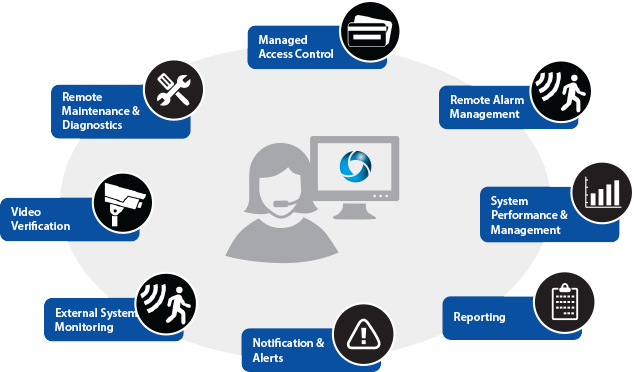 Managed
Access Control
Remote Alarm
Management
System
Performance &
Management
Reporting
Notification &
Alerts
External System
Monitoring
Video
Verification
Remote
Maintenance &
Diagnostics